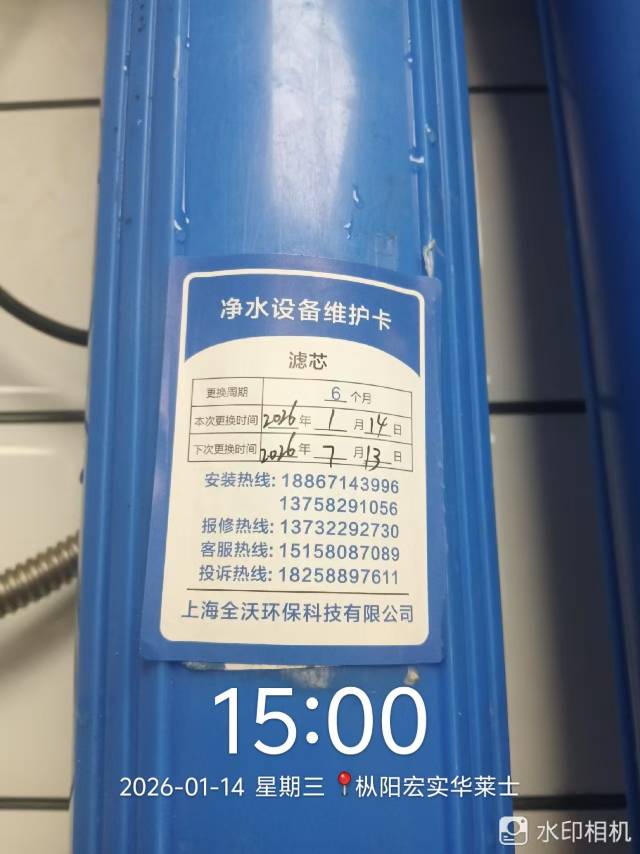 净水设备维护卡
滤芯
更换周期 6 个月
本次更换时间 2026 年 1 月 14 日
下次更换时间 2026 年 7 月 13 日
安装热线: 18867143996
13758291056
报修热线: 13732292730
客服热线: 15158087089
投诉热线: 18258897611
上海全沃环保科技有限公司
15:00
2026-01-14 星期三 枞阳宏实华莱士
水印相机